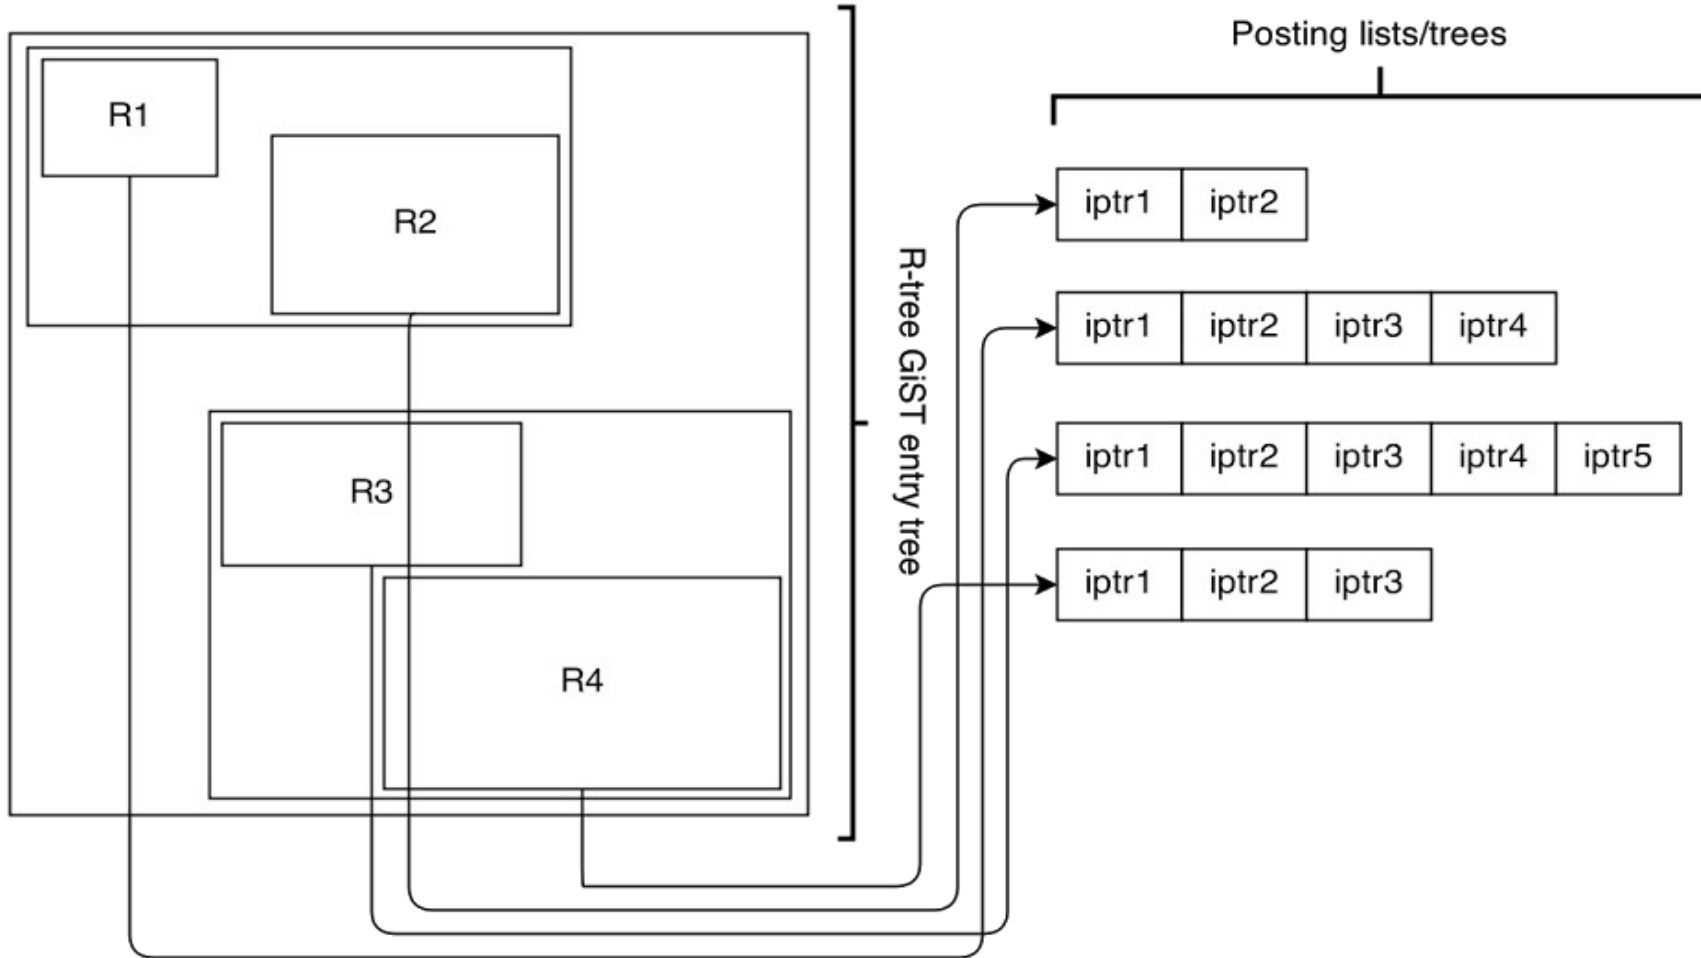 Posting lists/trees
R1
R2
R3
R4
R-tree GiST entry tree
iptr1 iptr2
iptr1 iptr2 iptr3 iptr4
iptr1 iptr2 iptr3 iptr4 iptr5
iptr1 iptr2 iptr3